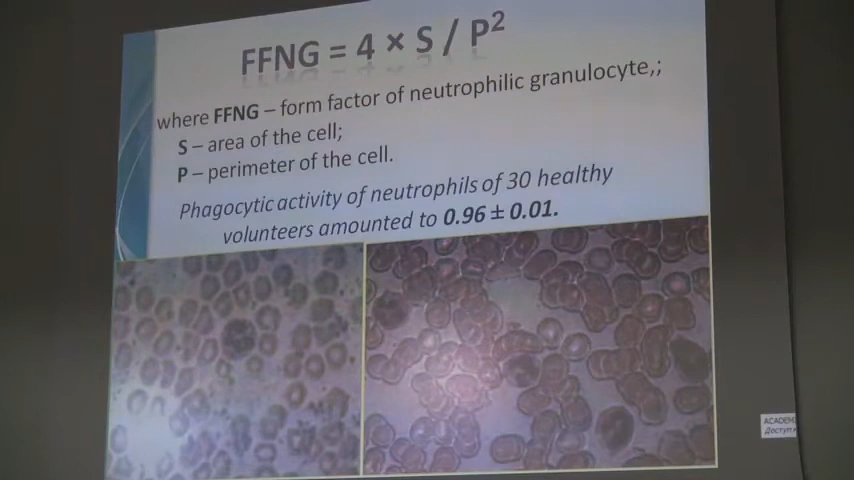 FFNG = 4 × S / P²
where FFNG – form factor of neutrophilic granulocyte,;
S – area of the cell;
P – perimeter of the cell.
Phagocytic activity of neutrophils of 30 healthy
volunteers amounted to 0.96 ± 0.01.